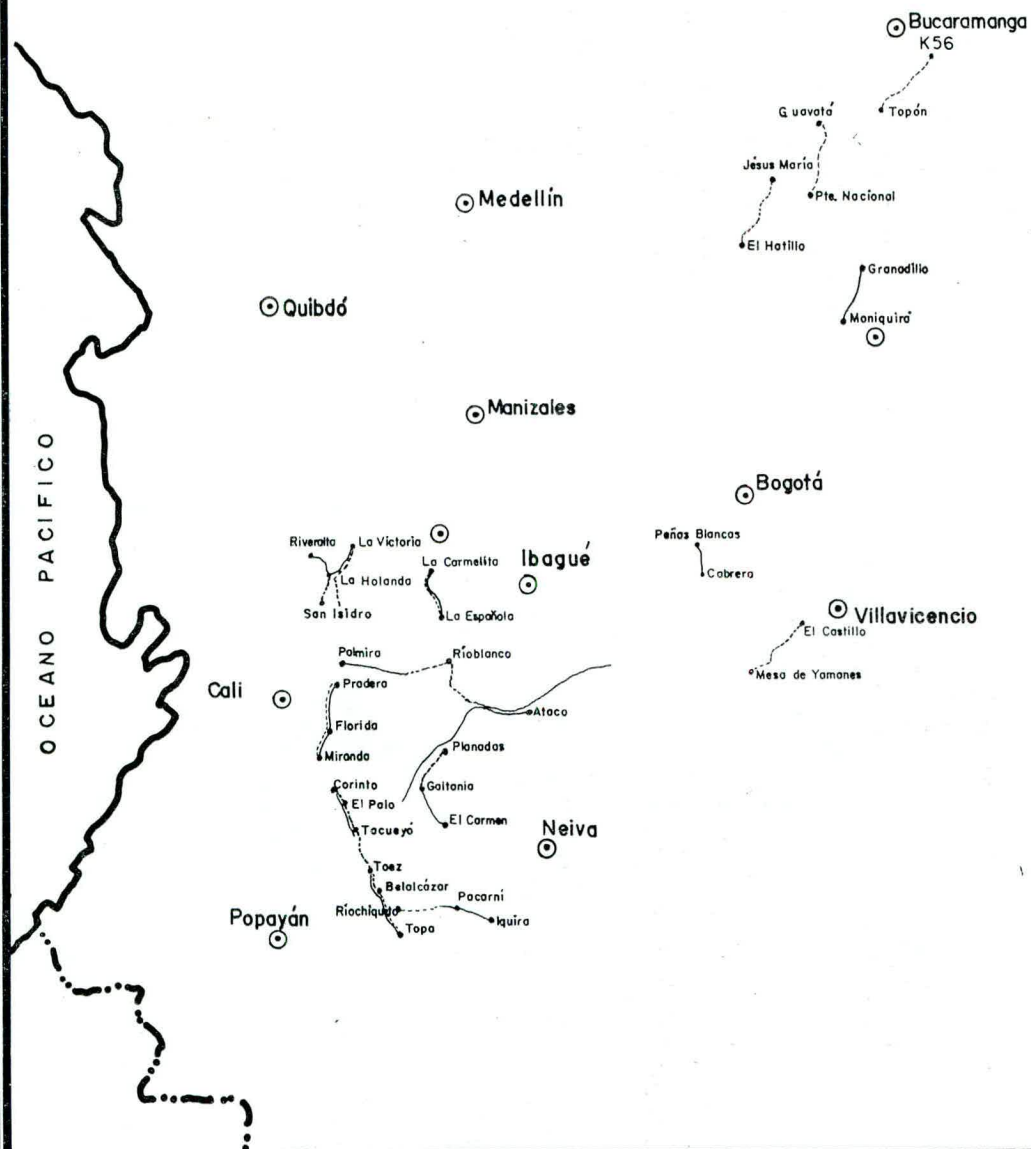 Bucaramanga
K56
Topón
Guavatá
Jésus María
Pte. Nacional
El Hatillo
Medellín
Granadillo
Quibdó
Moniquirá
Manizales
OCEANO PACIFICO
Bogotá
Peñas Blancas
Cabrera
Riveralta
La Victoria
La Carmelita
Ibagué
La Holanda
San Isidro
La Española
Villavicencio
El Castillo
Mesa de Yamanes
Palmira
Ríoblanco
Cali
Pradera
Ataco
Florida
Planadas
Miranda
Corinto
Gaitania
El Palo
El Carmen
Tacueyó
Neiva
Toez
Belalcázar
Ríochiquito
Pacarní
Iquira
Popayán
Topa